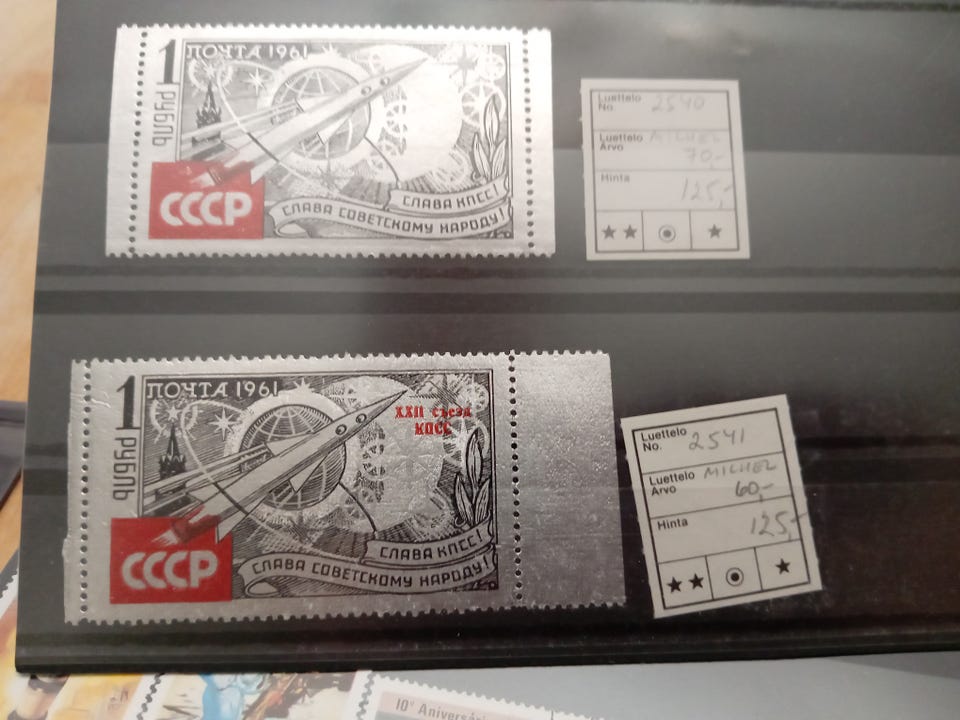 1
ПОЧТА 1961
рубль
СССР
СЛАВА КПСС!
СЛАВА СОВЕТСКОМУ НАРОДУ!
Luettelo
No. 2540
Luettelo MICHEL
Arvo 70,-
Hinta
125,-
1
ПОЧТА 1961
рубль
XXII съезд
КПСС
СССР
СЛАВА КПСС!
СЛАВА СОВЕТСКОМУ НАРОДУ!
Luettelo
No. 2541
Luettelo MICHEL
Arvo 60,-
Hinta
125,-
10º Aniversári